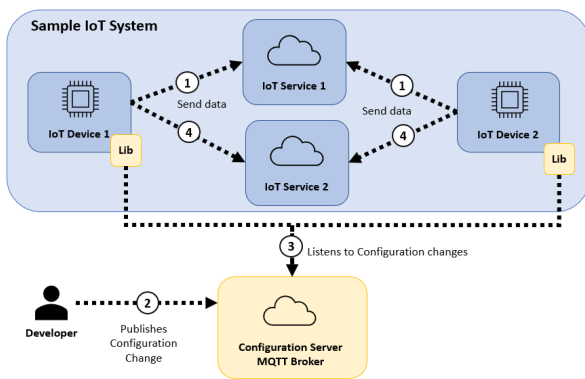 Sample IoT System
1
IoT Service 1
1
Send data
Send data
IoT Device 1
IoT Device 2
4
4
Lib
Lib
IoT Service 2
3
Listens to Configuration changes
2
Developer
Publishes
Configuration
Change
Configuration Server
MQTT Broker